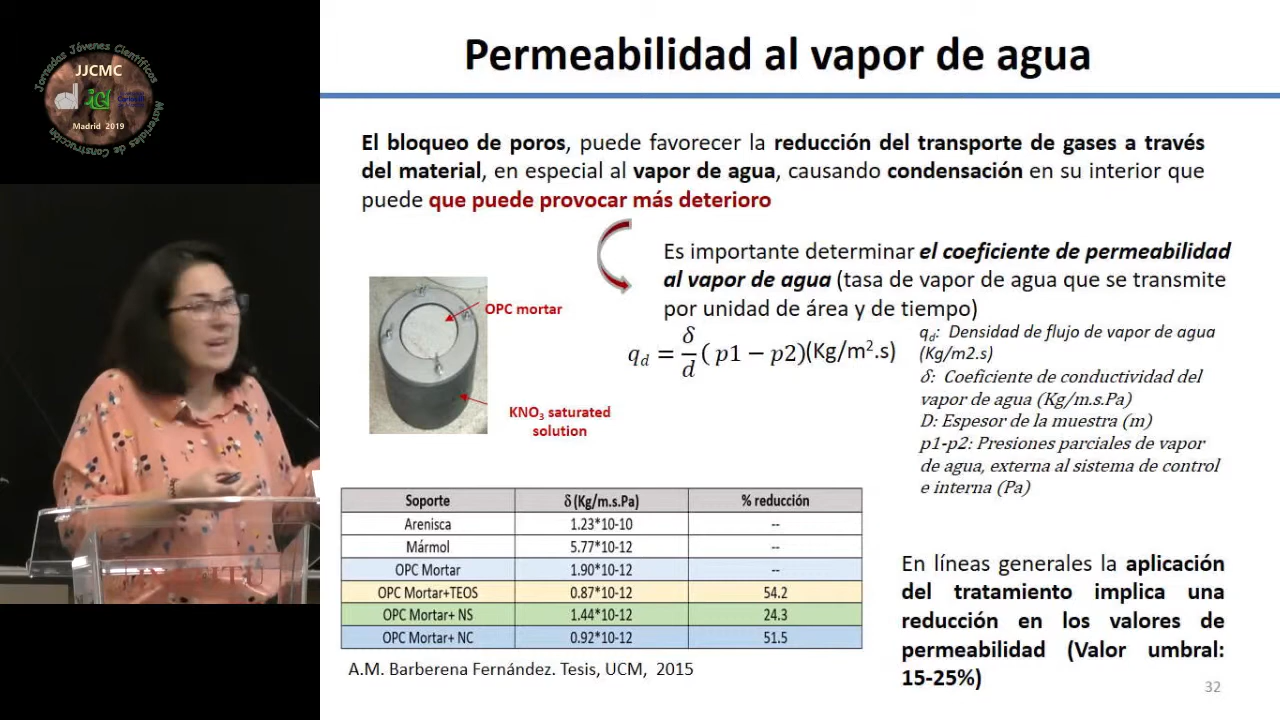 Jornadas Jóvenes Científicos
JJCMC
Madrid 2019
Materiales de Construcción
Permeabilidad al vapor de agua
El bloqueo de poros, puede favorecer la reducción del transporte de gases a través
del material, en especial al vapor de agua, causando condensación en su interior que
puede que puede provocar más deterioro
Es importante determinar el coeficiente de permeabilidad
al vapor de agua (tasa de vapor de agua que se transmite
por unidad de área y de tiempo)
OPC mortar
KNO₃ saturated
solution
q_d = δ/d ( p1 − p2)(Kg/m².s)
q_d: Densidad de flujo de vapor de agua
(Kg/m2.s)
δ: Coeficiente de conductividad del
vapor de agua (Kg/m.s.Pa)
D: Espesor de la muestra (m)
p1-p2: Presiones parciales de vapor
de agua, externa al sistema de control
e interna (Pa)
Soporte δ (Kg/m.s.Pa) % reducción
Arenisca 1.23*10-10 --
Mármol 5.77*10-12 --
OPC Mortar 1.90*10-12 --
OPC Mortar+TEOS 0.87*10-12 54.2
OPC Mortar+ NS 1.44*10-12 24.3
OPC Mortar+ NC 0.92*10-12 51.5
A.M. Barberena Fernández. Tesis, UCM, 2015
En líneas generales la aplicación
del tratamiento implica una
reducción en los valores de
permeabilidad (Valor umbral:
15-25%)
32